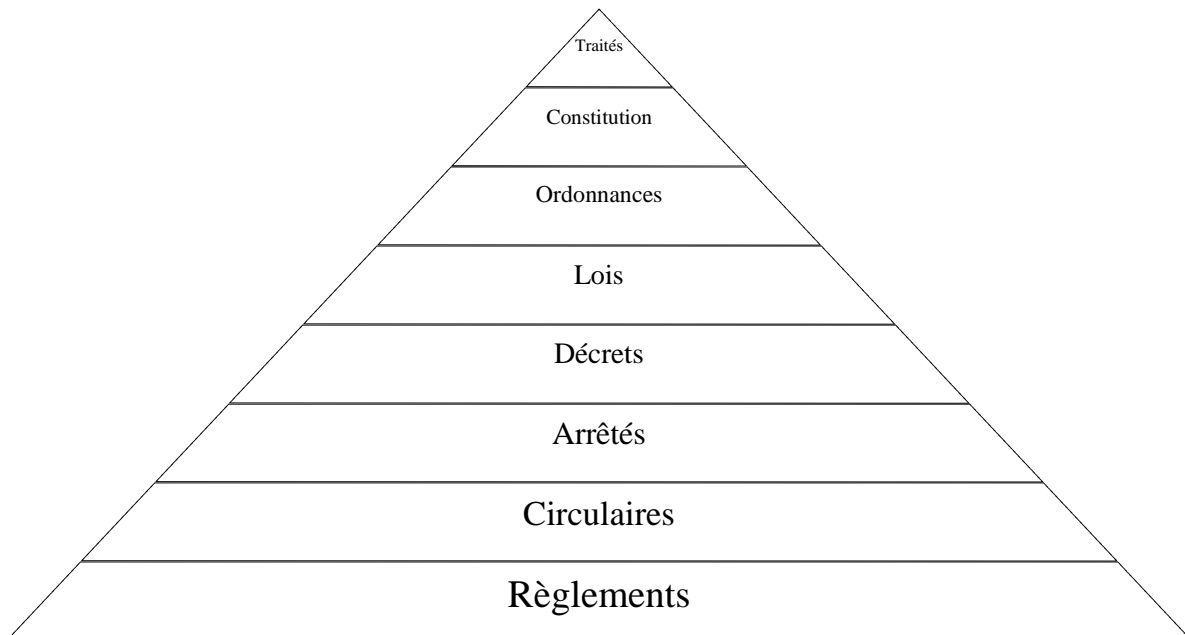 Traités
Constitution
Ordonnances
Lois
Décrets
Arrêtés
Circulaires
Règlements